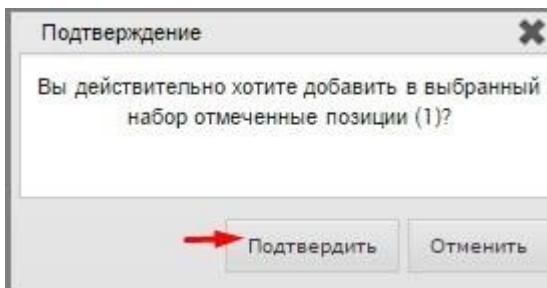 Подтверждение
Вы действительно хотите добавить в выбранный
набор отмеченные позиции (1)?
Подтвердить Отменить